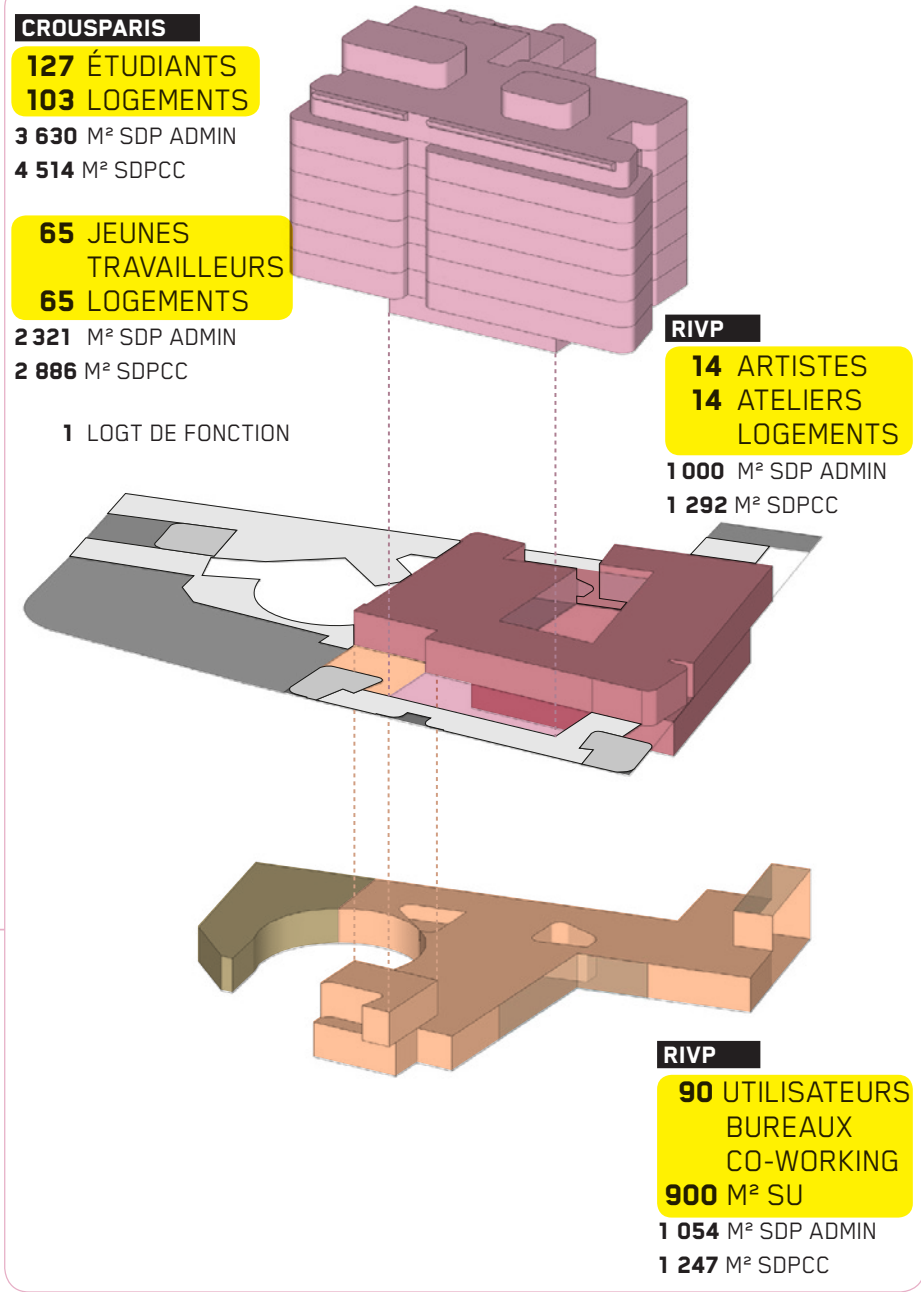 CROUSPARIS
127 ÉTUDIANTS
103 LOGEMENTS
3 630 M² SDP ADMIN
4 514 M² SDPCC
65 JEUNES
TRAVAILLEURS
65 LOGEMENTS
2 321 M² SDP ADMIN
2 886 M² SDPCC
1 LOGT DE FONCTION
RIVP
14 ARTISTES
14 ATELIERS
LOGEMENTS
1 000 M² SDP ADMIN
1 292 M² SDPCC
RIVP
90 UTILISATEURS
BUREAUX
CO-WORKING
900 M² SU
1 054 M² SDP ADMIN
1 247 M² SDPCC